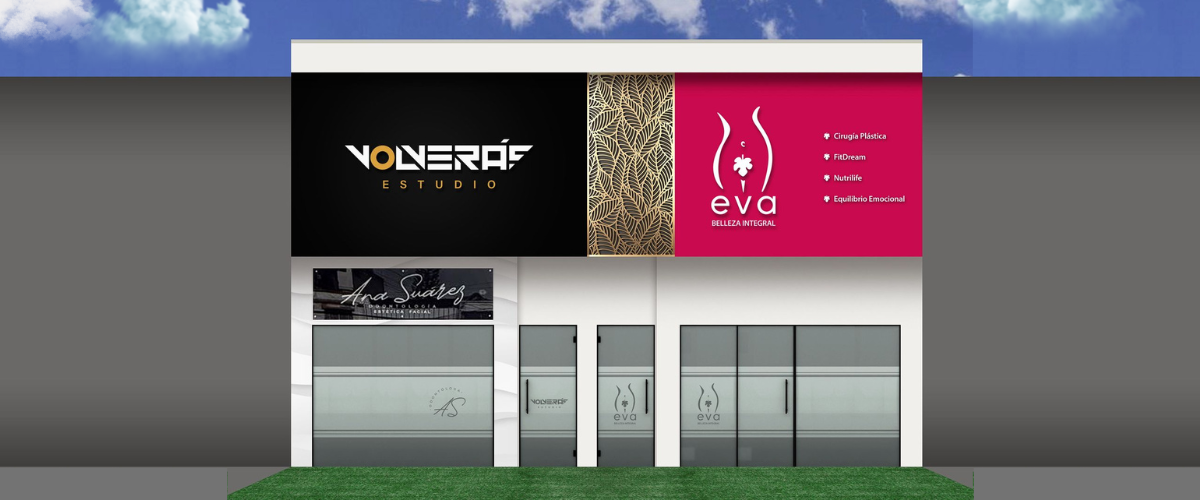 VOLVERÁS
ESTUDIO
eva
BELLEZA INTEGRAL
Cirugía Plástica
FitDream
Nutrilife
Equilibrio Emocional
Ana Suárez
ODONTOLOGÍA
ESTÉTICA FACIAL
AS
VOLVERÁS
ESTUDIO
eva
eva